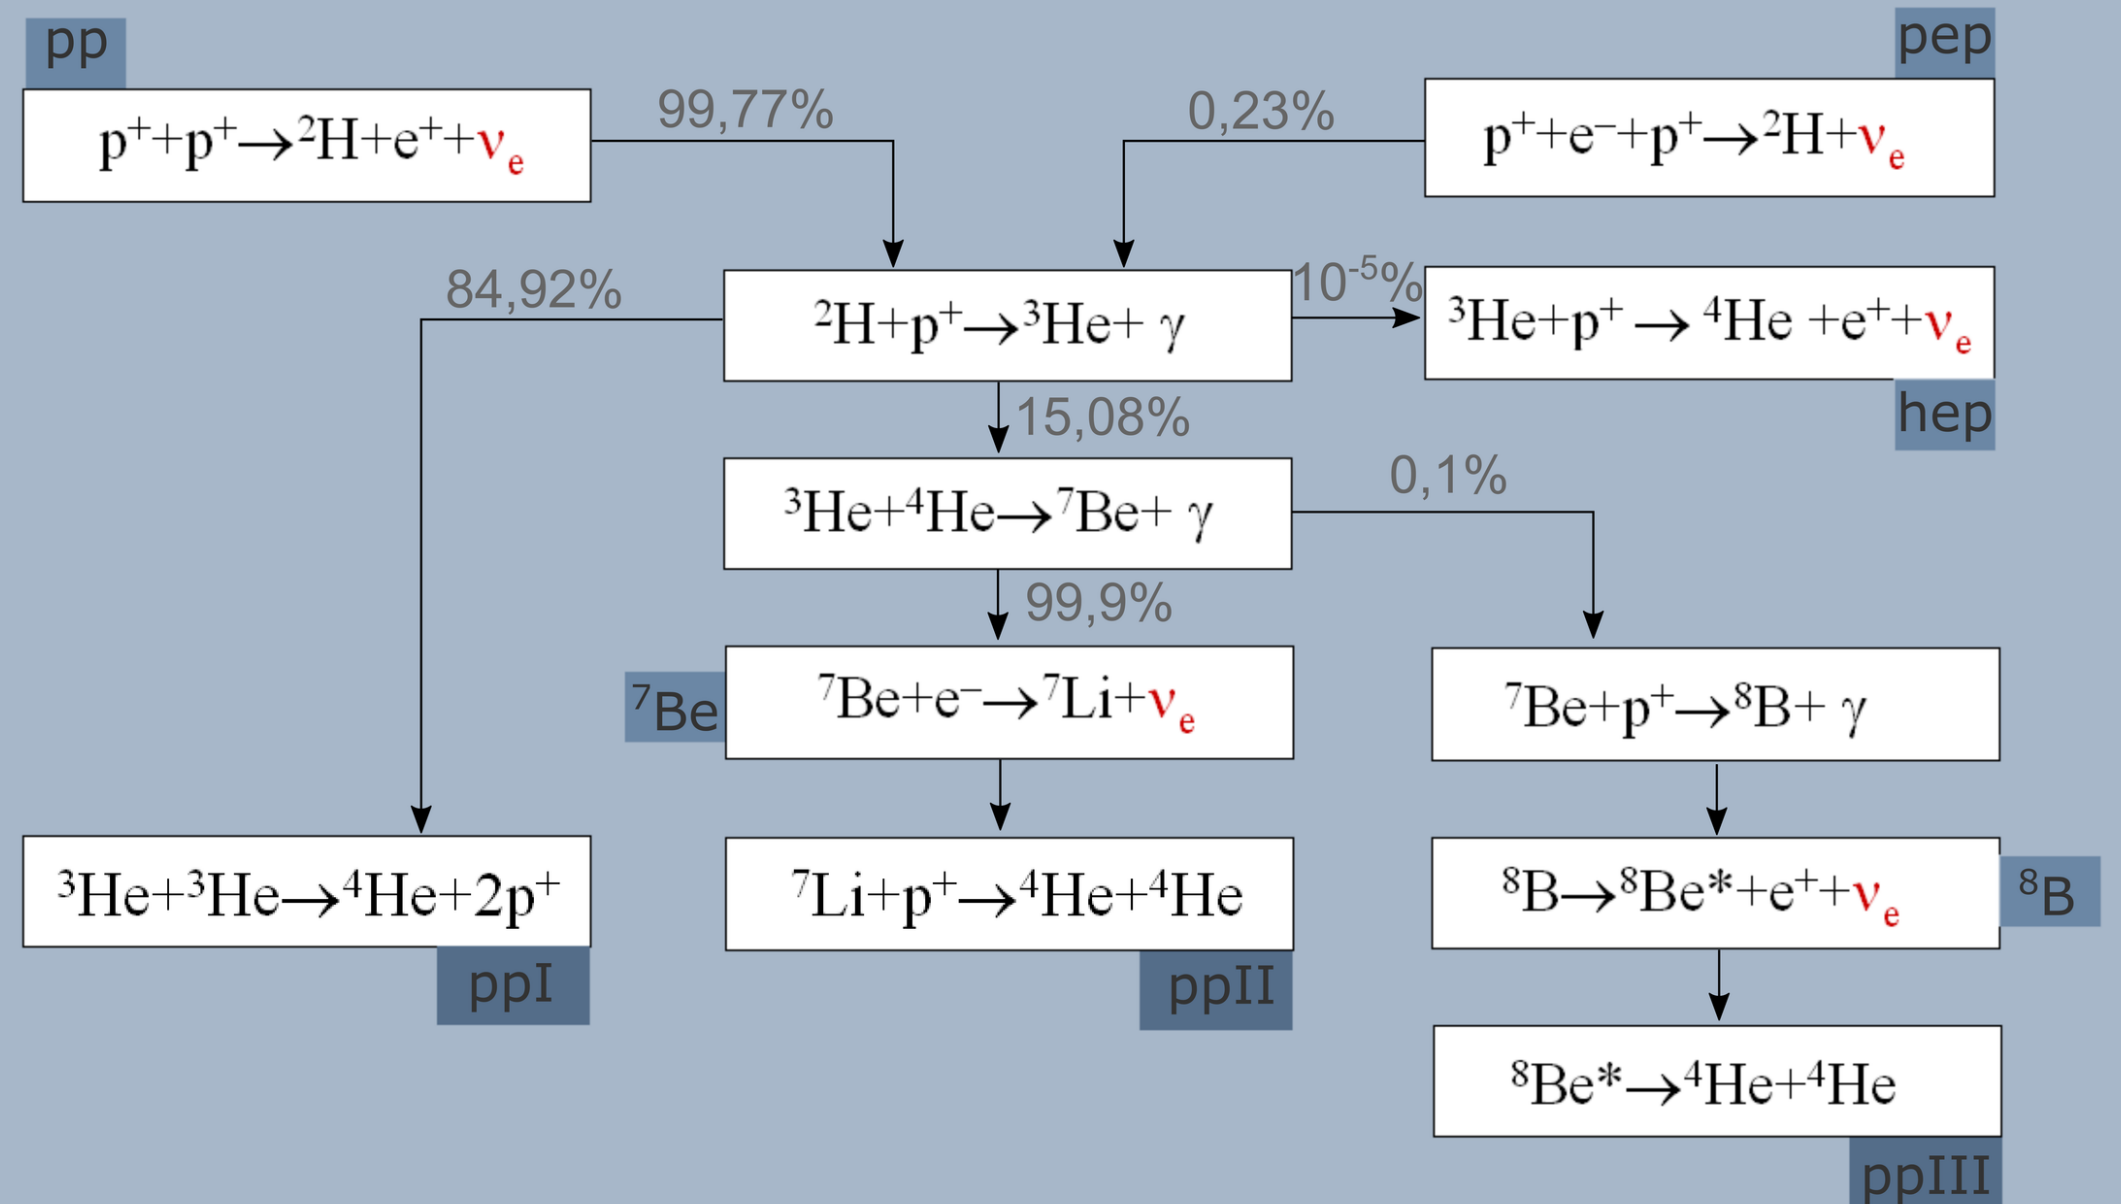 pp
pep
p⁺+p⁺→²H+e⁺+νₑ
99,77%
0,23%
p⁺+e⁻+p⁺→²H+νₑ
84,92%
²H+p⁺→³He+ γ
10⁻⁵%
³He+p⁺ → ⁴He +e⁺+νₑ
hep
15,08%
³He+⁴He→⁷Be+ γ
0,1%
99,9%
⁷Be
⁷Be+e⁻→⁷Li+νₑ
⁷Be+p⁺→⁸B+ γ
³He+³He→⁴He+2p⁺
⁷Li+p⁺→⁴He+⁴He
⁸B→⁸Be*+e⁺+νₑ
⁸B
ppI
ppII
⁸Be*→⁴He+⁴He
ppIII